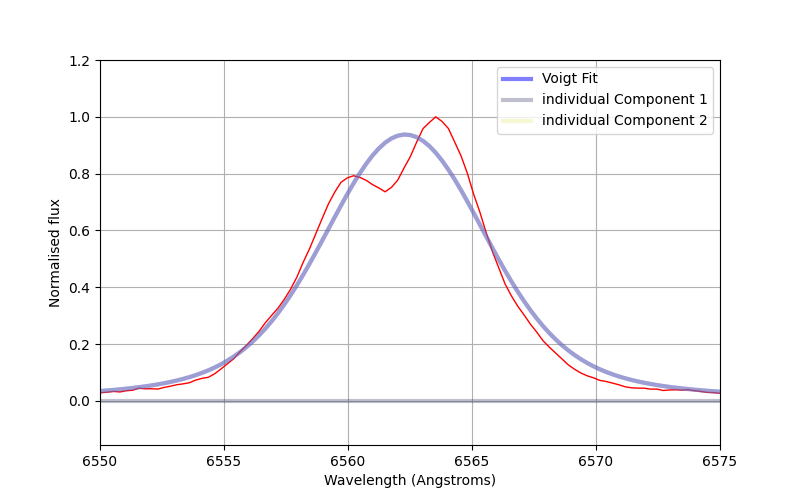 1.2
1.0
0.8
0.6
0.4
0.2
0.0
Normalised flux
Voigt Fit
individual Component 1
individual Component 2
6550 6555 6560 6565 6570 6575
Wavelength (Angstroms)